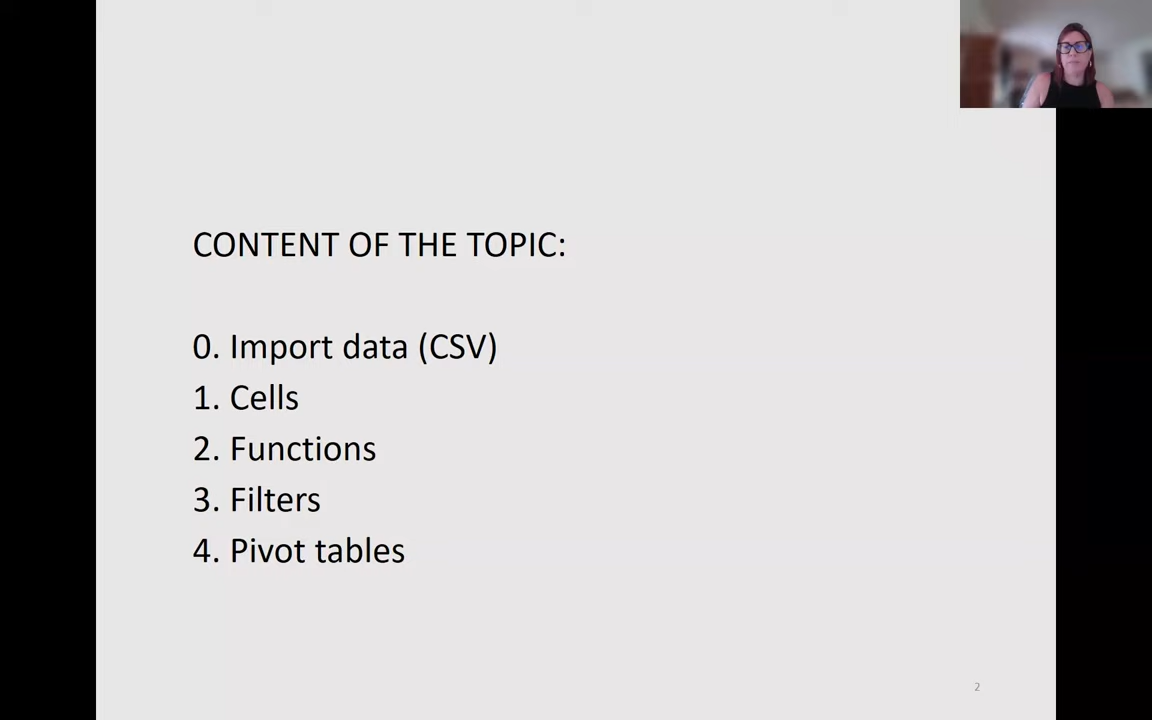 CONTENT OF THE TOPIC:
0. Import data (CSV)
1. Cells
2. Functions
3. Filters
4. Pivot tables
2